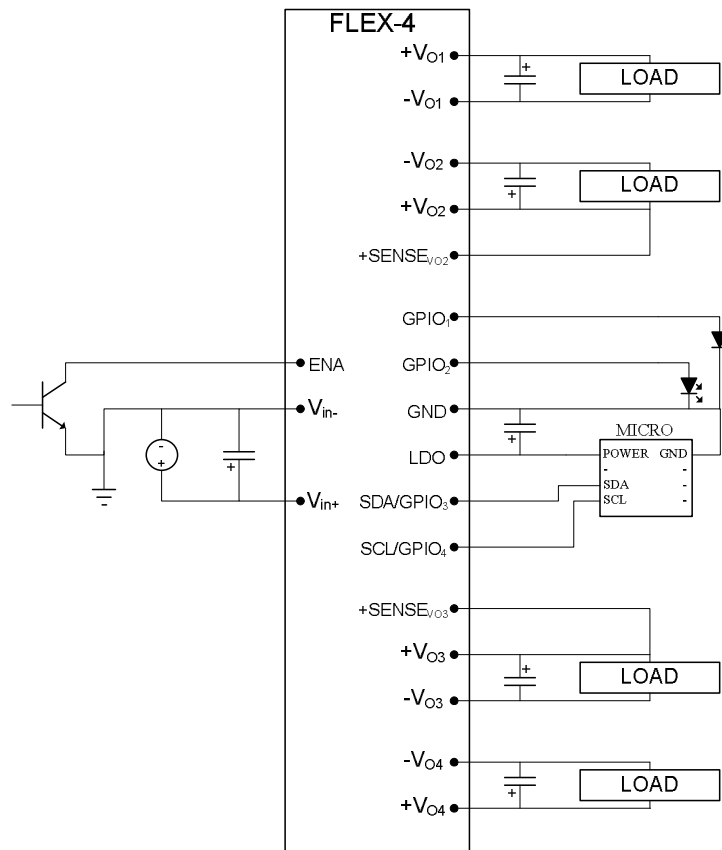 FLEX-4
+VO1
LOAD
-VO1
-VO2
LOAD
+VO2
+SENSEVO2
GPIO1
ENA
GPIO2
Vin-
GND
MICRO
LDO
POWER GND
- -
SDA -
SCL -
Vin+
SDA/GPIO3
SCL/GPIO4
+SENSEVO3
+VO3
LOAD
-VO3
-VO4
LOAD
+VO4